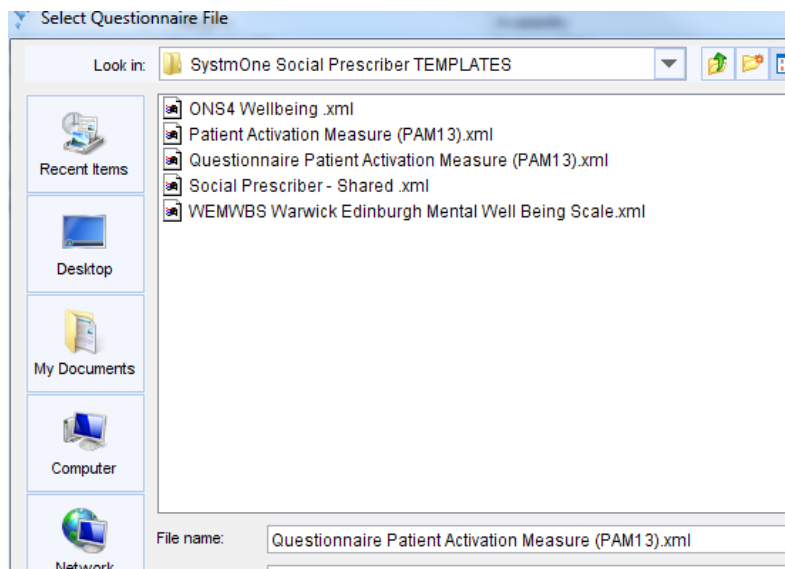 Select Questionnaire File
Look in: SystmOne Social Prescriber TEMPLATES
Recent Items
Desktop
My Documents
Computer
Network
ONS4 Wellbeing .xml
Patient Activation Measure (PAM13).xml
Questionnaire Patient Activation Measure (PAM13).xml
Social Prescriber - Shared .xml
WEMWBS Warwick Edinburgh Mental Well Being Scale.xml
File name: Questionnaire Patient Activation Measure (PAM13).xml